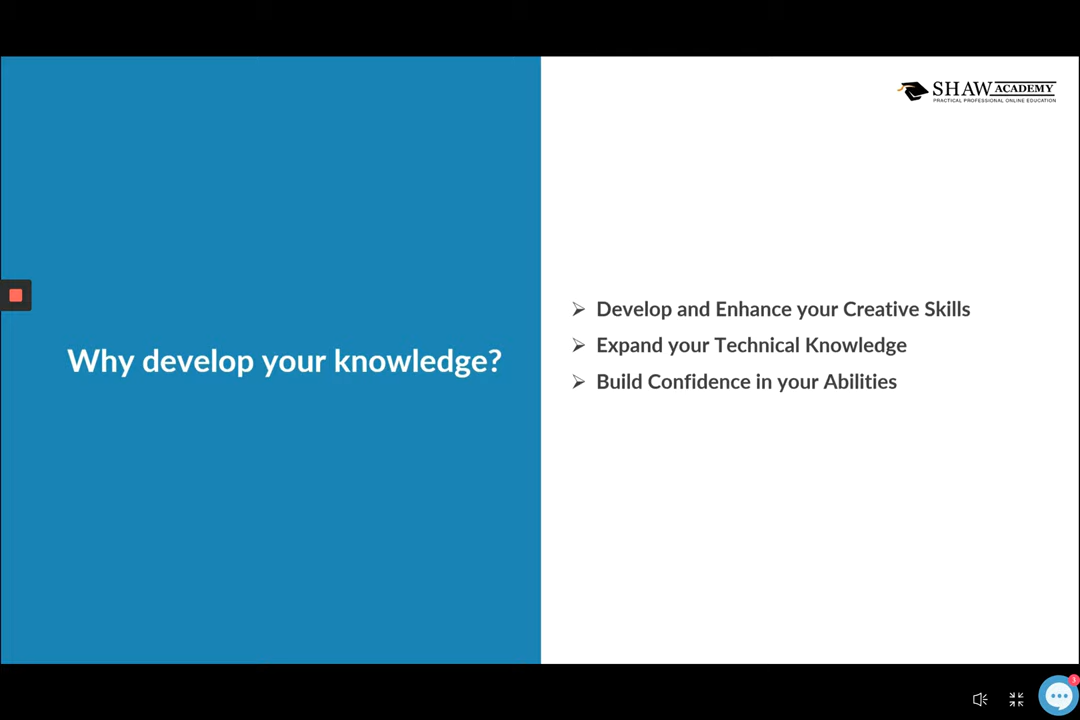 SHAW ACADEMY
PRACTICAL PROFESSIONAL ONLINE EDUCATION
Why develop your knowledge?
Develop and Enhance your Creative Skills
Expand your Technical Knowledge
Build Confidence in your Abilities
3